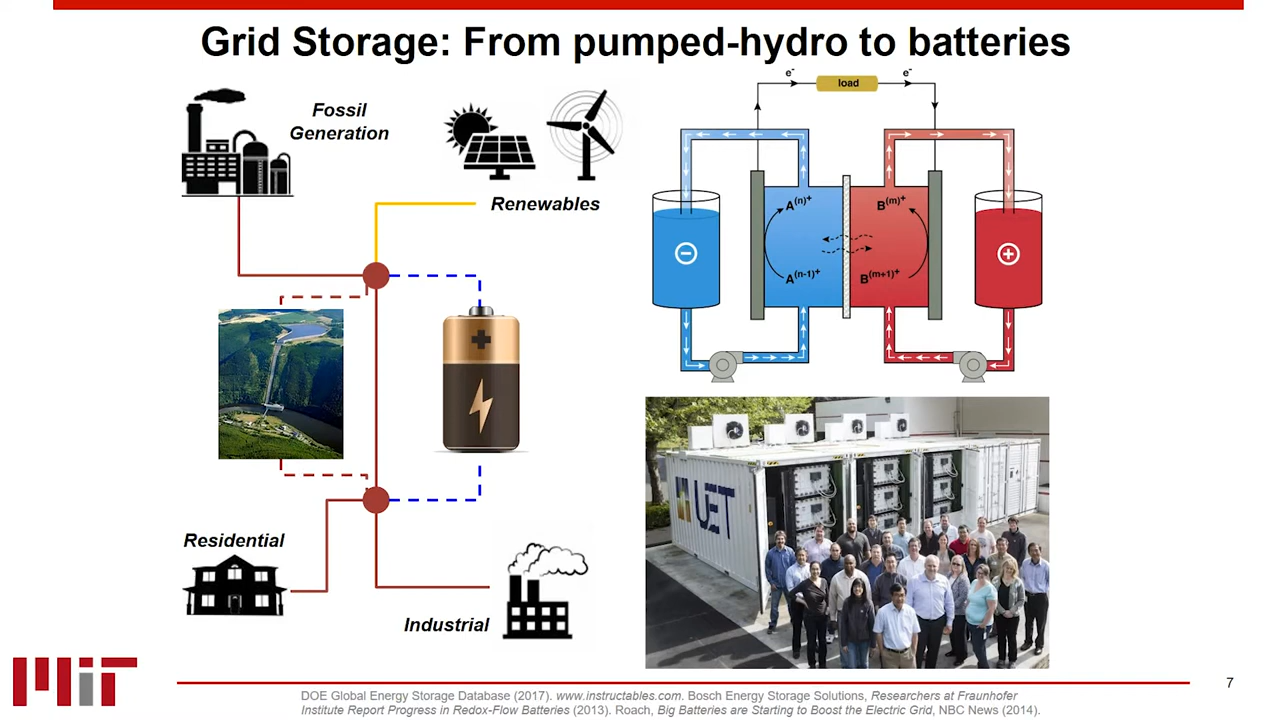 Grid Storage: From pumped-hydro to batteries
Fossil
Generation
Renewables
Residential
Industrial
e-
load
e-
A(n)+
B(m)+
A(n-1)+
B(m+1)+
−
+
UET
MIT
7
DOE Global Energy Storage Database (2017). www.instructables.com. Bosch Energy Storage Solutions, Researchers at Fraunhofer
Institute Report Progress in Redox-Flow Batteries (2013). Roach, Big Batteries are Starting to Boost the Electric Grid, NBC News (2014).